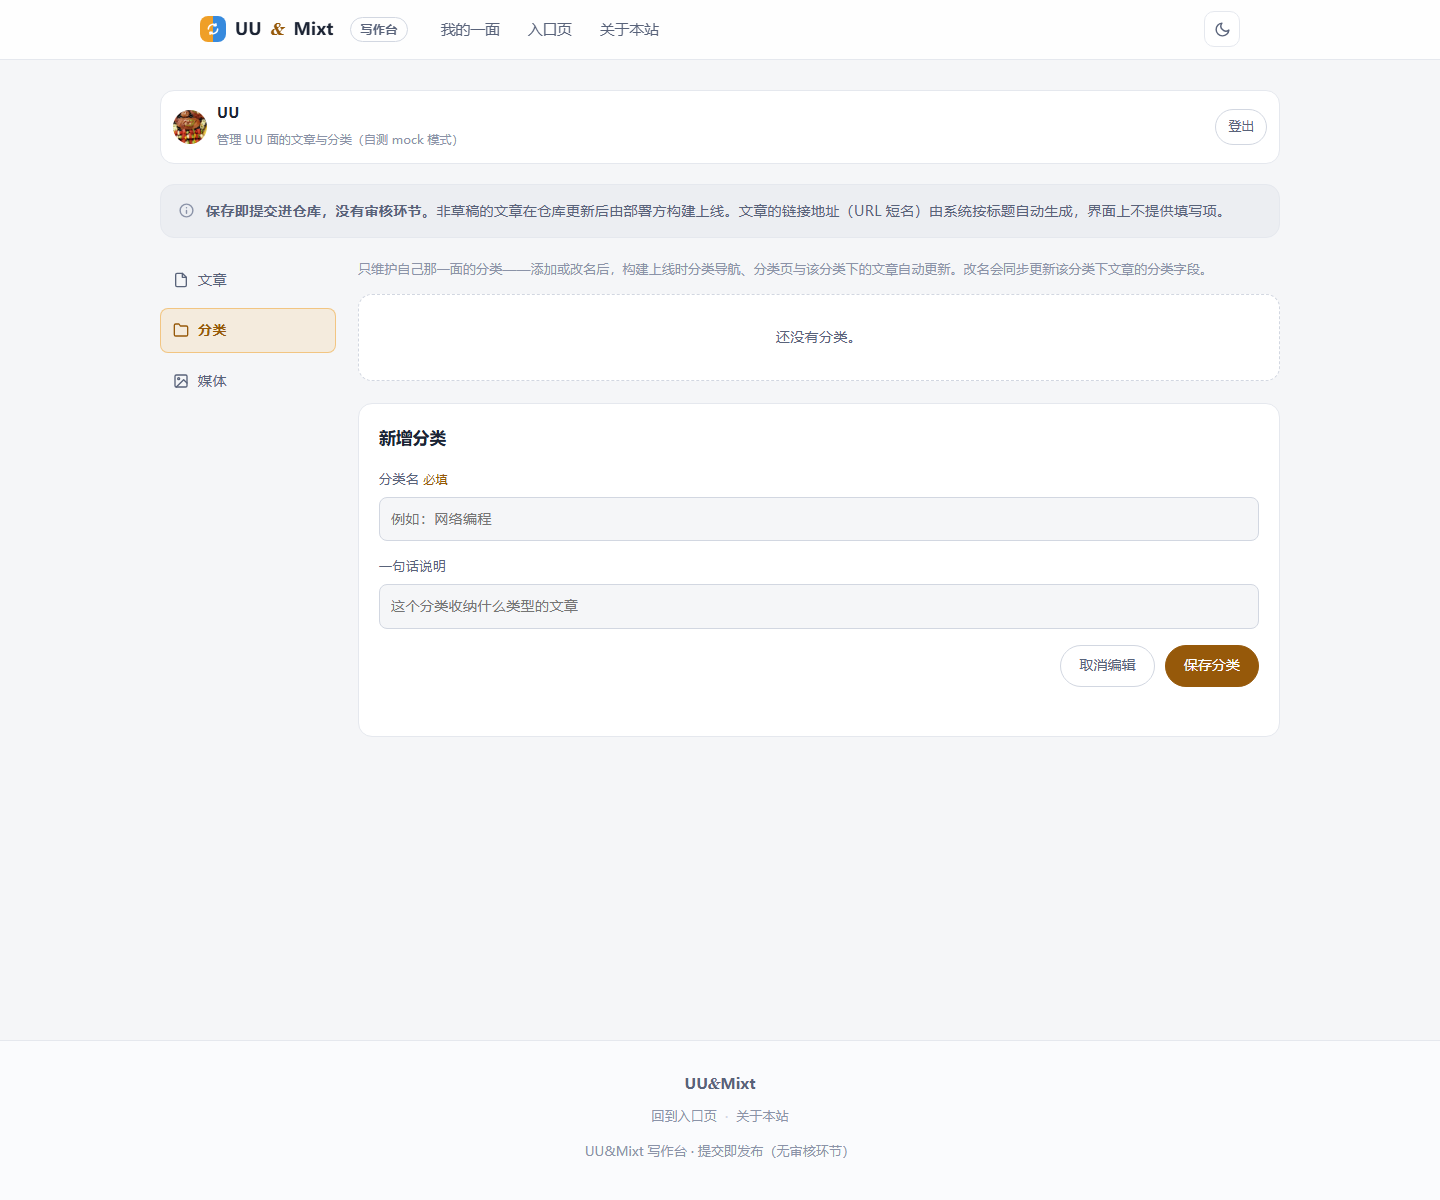 UU & Mixt 写作台 我的一面 入口页 关于本站
UU
管理 UU 面的文章与分类（自测 mock 模式）
登出
保存即提交进仓库，没有审核环节。非草稿的文章在仓库更新后由部署方构建上线。文章的链接地址（URL 短名）由系统按标题自动生成，界面上不提供填写项。
文章
分类
媒体
只维护自己那一面的分类——添加或改名后，构建上线时分类导航、分类页与该分类下的文章自动更新。改名会同步更新该分类下文章的分类字段。
还没有分类。
新增分类
分类名 必填
例如：网络编程
一句话说明
这个分类收纳什么类型的文章
取消编辑 保存分类
UU&Mixt
回到入口页 · 关于本站
UU&Mixt 写作台 · 提交即发布（无审核环节）